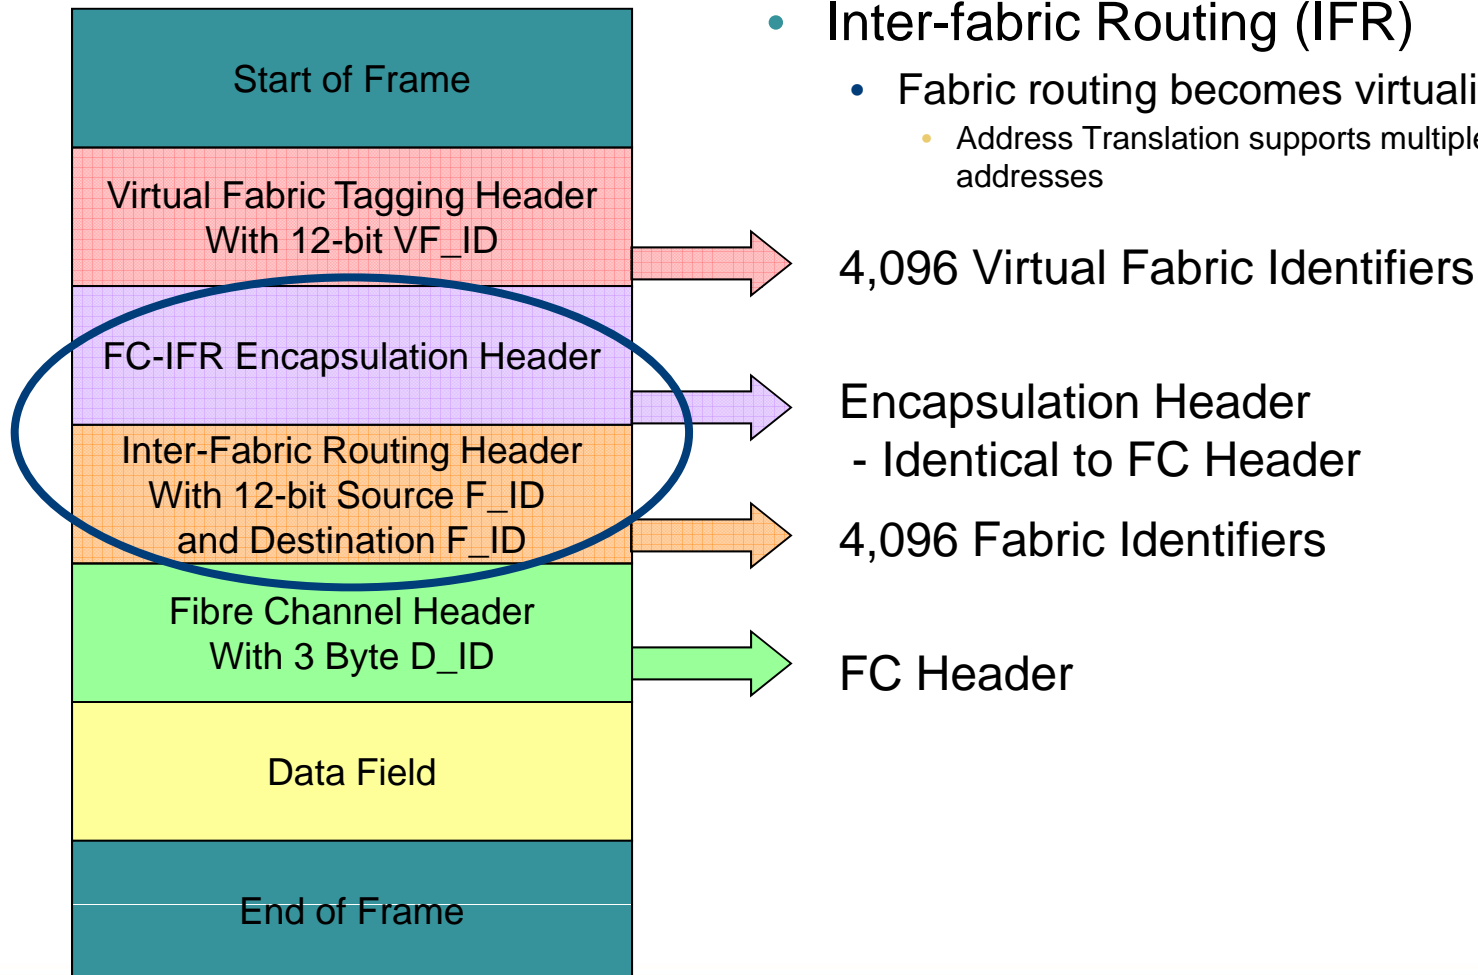 Start of Frame
Virtual Fabric Tagging Header
With 12-bit VF_ID
FC-IFR Encapsulation Header
Inter-Fabric Routing Header
With 12-bit Source F_ID
and Destination F_ID
Fibre Channel Header
With 3 Byte D_ID
Data Field
End of Frame
• Inter-fabric Routing (IFR)
• Fabric routing becomes virtuali
• Address Translation supports multiple
addresses
4,096 Virtual Fabric Identifiers
Encapsulation Header
- Identical to FC Header
4,096 Fabric Identifiers
FC Header